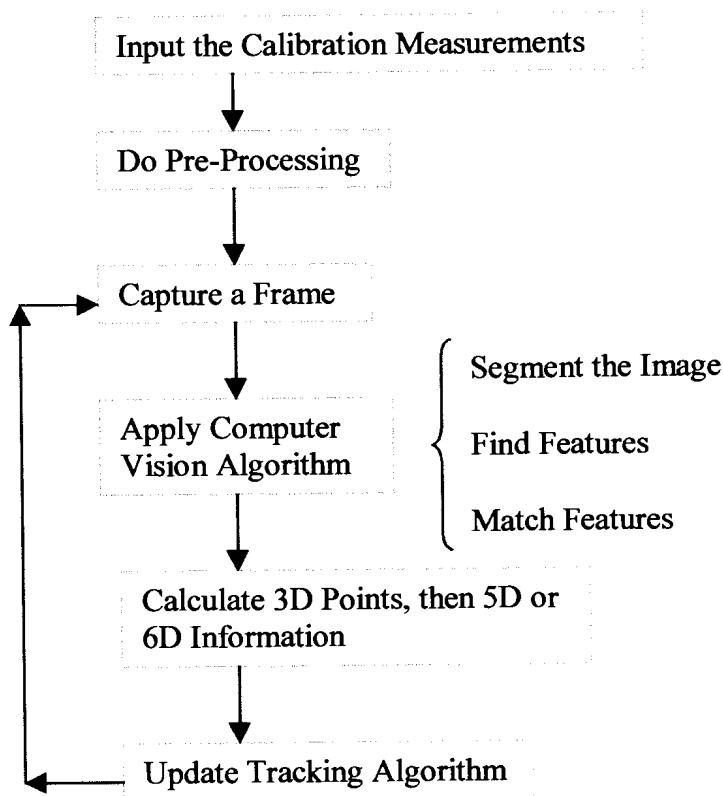 Input the Calibration Measurements
Do Pre-Processing
Capture a Frame
Apply Computer
Vision Algorithm
Segment the Image
Find Features
Match Features
Calculate 3D Points, then 5D or
6D Information
Update Tracking Algorithm